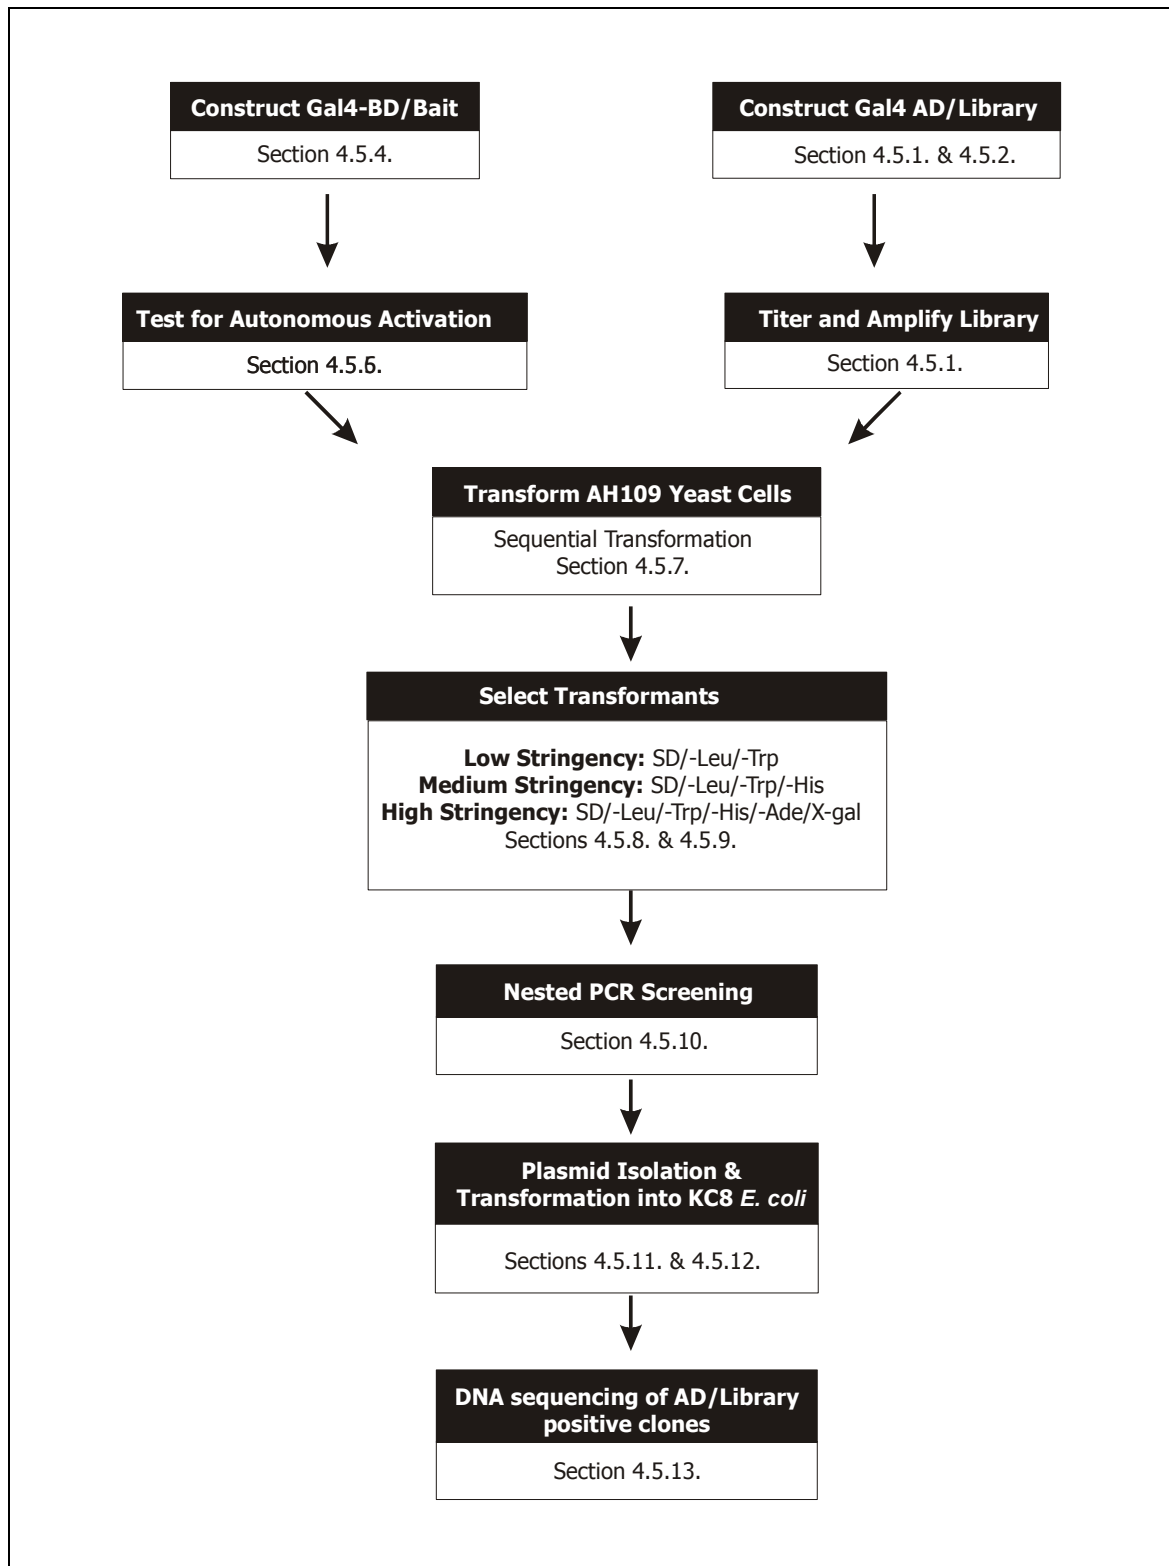 Construct Gal4-BD/Bait
Section 4.5.4.
Construct Gal4 AD/Library
Section 4.5.1. & 4.5.2.
Test for Autonomous Activation
Section 4.5.6.
Titer and Amplify Library
Section 4.5.1.
Transform AH109 Yeast Cells
Sequential Transformation
Section 4.5.7.
Select Transformants
Low Stringency: SD/-Leu/-Trp
Medium Stringency: SD/-Leu/-Trp/-His
High Stringency: SD/-Leu/-Trp/-His/-Ade/X-gal
Sections 4.5.8. & 4.5.9.
Nested PCR Screening
Section 4.5.10.
Plasmid Isolation &
Transformation into KC8 E. coli
Sections 4.5.11. & 4.5.12.
DNA sequencing of AD/Library
positive clones
Section 4.5.13.